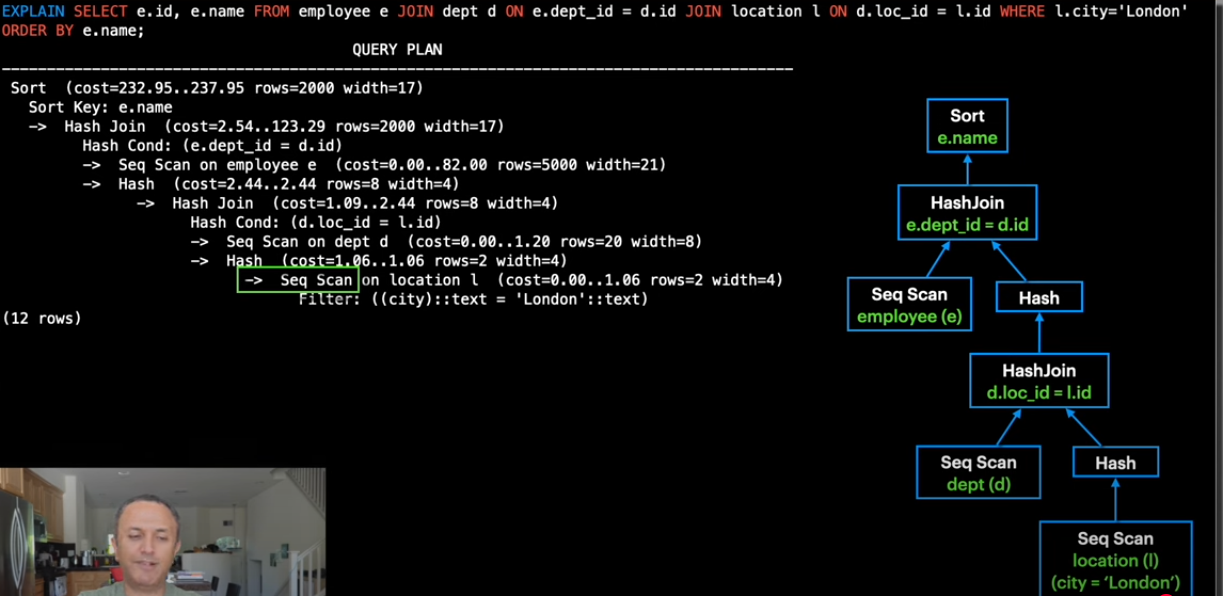 EXPLAIN SELECT e.id, e.name FROM employee e JOIN dept d ON e.dept_id = d.id JOIN location l ON d.loc_id = l.id WHERE l.city='London'
ORDER BY e.name;
QUERY PLAN
Sort (cost=232.95..237.95 rows=2000 width=17)
Sort Key: e.name
-> Hash Join (cost=2.54..123.29 rows=2000 width=17)
Hash Cond: (e.dept_id = d.id)
-> Seq Scan on employee e (cost=0.00..82.00 rows=5000 width=21)
-> Hash (cost=2.44..2.44 rows=8 width=4)
-> Hash Join (cost=1.09..2.44 rows=8 width=4)
Hash Cond: (d.loc_id = l.id)
-> Seq Scan on dept d (cost=0.00..1.20 rows=20 width=8)
-> Hash (cost=1.06..1.06 rows=2 width=4)
-> Seq Scan on location l (cost=0.00..1.06 rows=2 width=4)
Filter: ((city)::text = 'London'::text)
(12 rows)
Sort
e.name
HashJoin
e.dept_id = d.id
Seq Scan
employee (e)
Hash
HashJoin
d.loc_id = l.id
Seq Scan
dept (d)
Hash
Seq Scan
location (l)
(city = ‘London’)